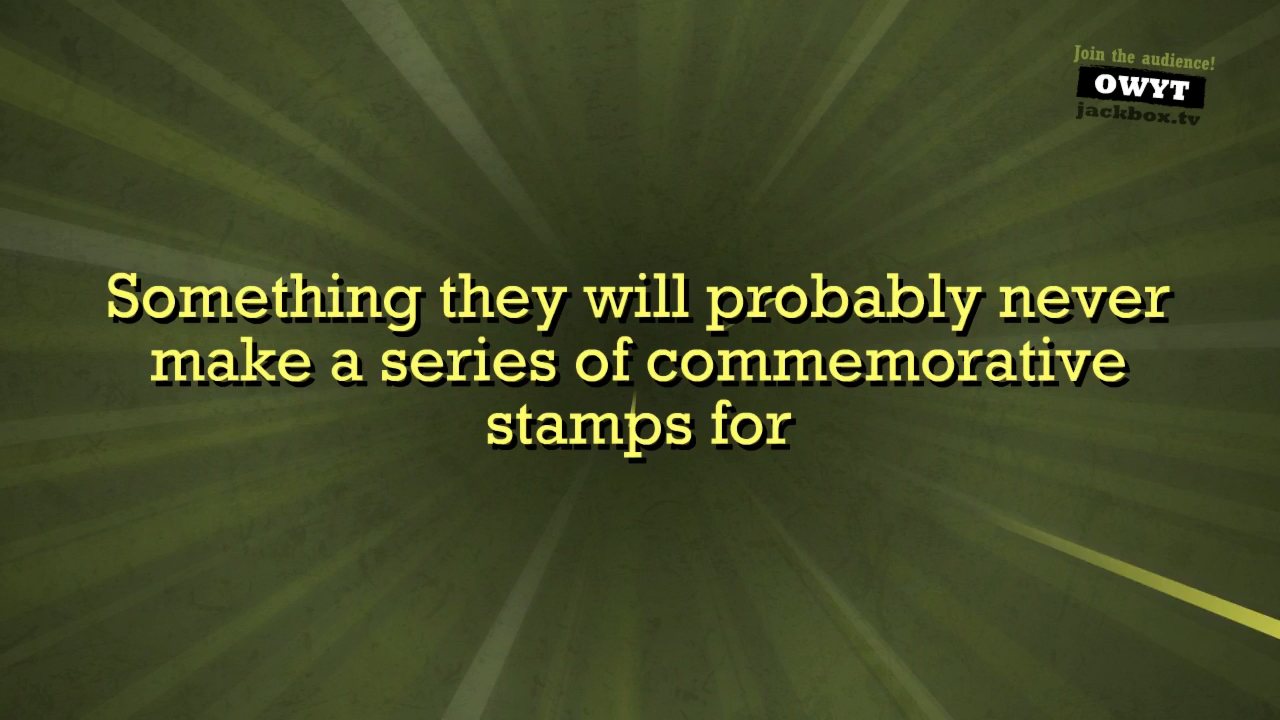 Join the audience!
OWYT
jackbox.tv
Something they will probably never
make a series of commemorative
stamps for